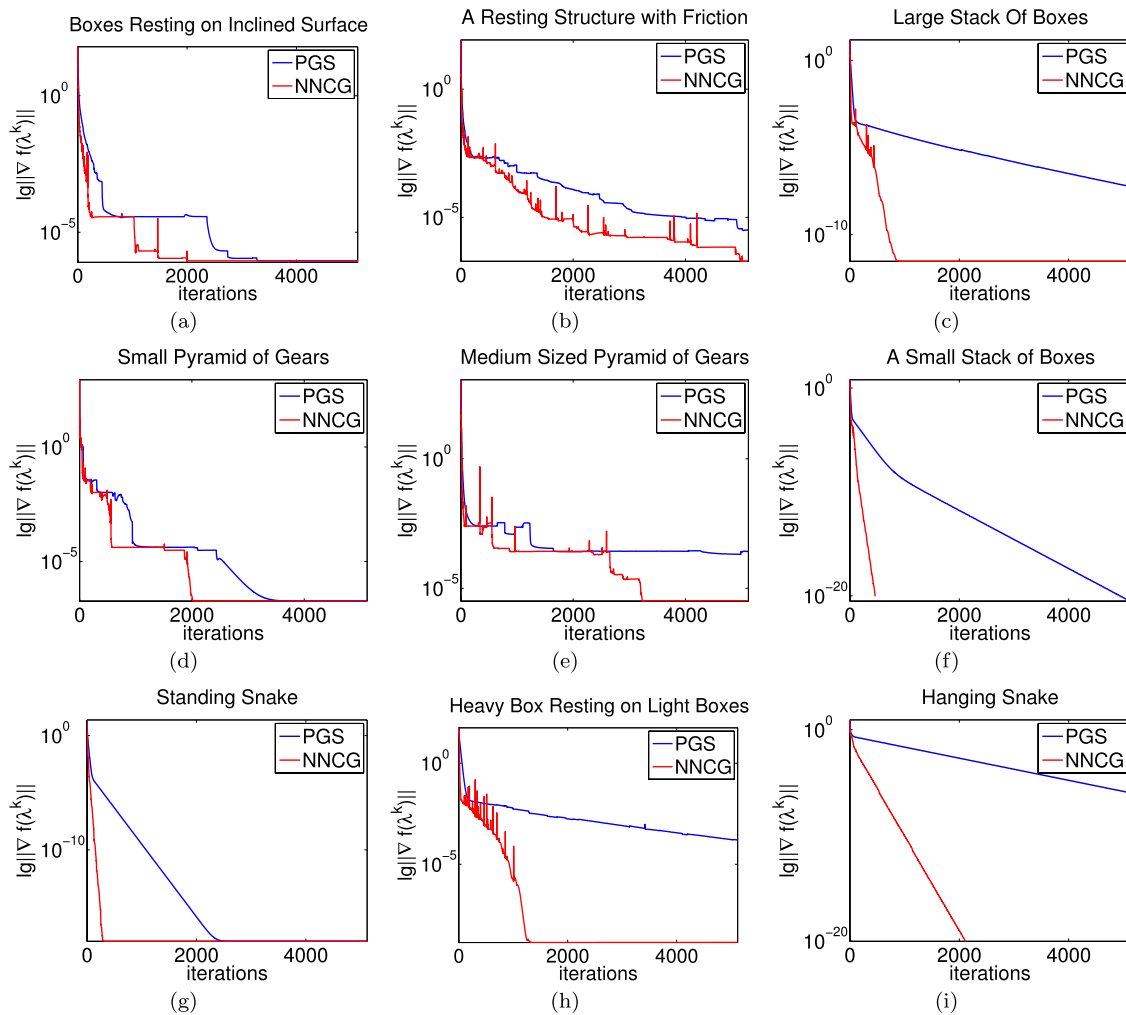 Boxes Resting on Inclined Surface
PGS
NNCG
10^0
10^-5
lg||∇ f(λ^k)||
0 2000 4000
iterations
(a)
A Resting Structure with Friction
PGS
NNCG
10^0
10^-5
lg||∇ f(λ^k)||
0 2000 4000
iterations
(b)
Large Stack Of Boxes
PGS
NNCG
10^0
10^-10
lg||∇ f(λ^k)||
0 2000 4000
iterations
(c)
Small Pyramid of Gears
PGS
NNCG
10^0
10^-5
lg||∇ f(λ^k)||
0 2000 4000
iterations
(d)
Medium Sized Pyramid of Gears
PGS
NNCG
10^0
10^-5
lg||∇ f(λ^k)||
0 2000 4000
iterations
(e)
A Small Stack of Boxes
PGS
NNCG
10^0
10^-20
lg||∇ f(λ^k)||
0 2000 4000
iterations
(f)
Standing Snake
PGS
NNCG
10^0
10^-10
lg||∇ f(λ^k)||
0 2000 4000
iterations
(g)
Heavy Box Resting on Light Boxes
PGS
NNCG
10^0
10^-5
lg||∇ f(λ^k)||
0 2000 4000
iterations
(h)
Hanging Snake
PGS
NNCG
10^0
10^-10
10^-20
lg||∇ f(λ^k)||
0 2000 4000
iterations
(i)